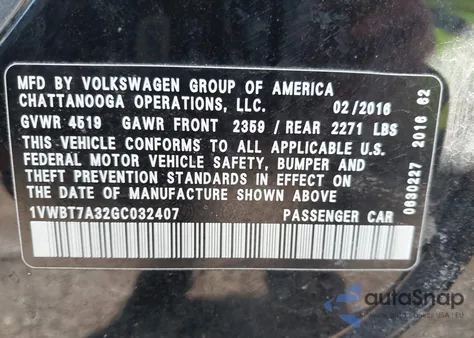 MFD BY VOLKSWAGEN GROUP OF AMERICA
CHATTANOOGA OPERATIONS, LLC. 02/2016
GVWR 4519 GAWR FRONT 2359 / REAR 2271 LBS
THIS VEHICLE CONFORMS TO ALL APPLICABLE U.S.
FEDERAL MOTOR VEHICLE SAFETY, BUMPER AND
THEFT PREVENTION STANDARDS IN EFFECT ON THE
DATE OF MANUFACTURE SHOWN ABOVE
1VWBT7A32GC032407 PASSENGER CAR
0630227 2016 62
autoSnap